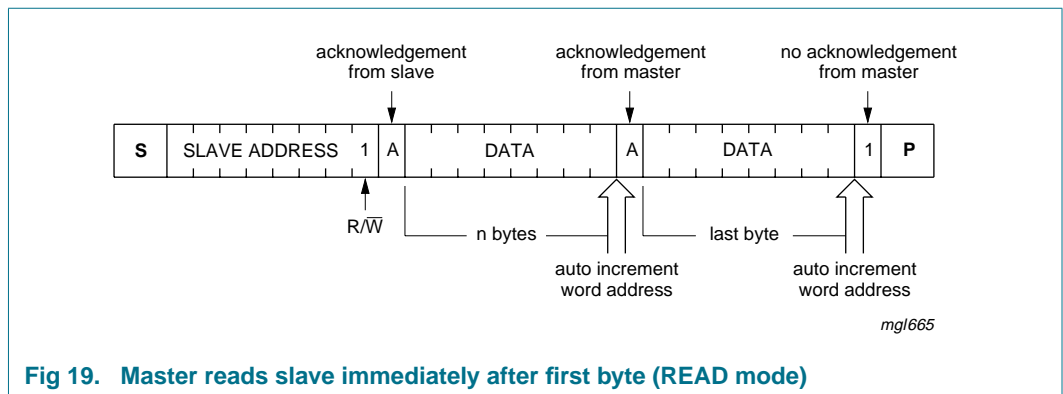 acknowledgement
from slave
acknowledgement
from master
no acknowledgement
from master
S SLAVE ADDRESS 1 A DATA A DATA 1 P
R/W̅
n bytes
last byte
auto increment
word address
auto increment
word address
mgl665
Fig 19. Master reads slave immediately after first byte (READ mode)